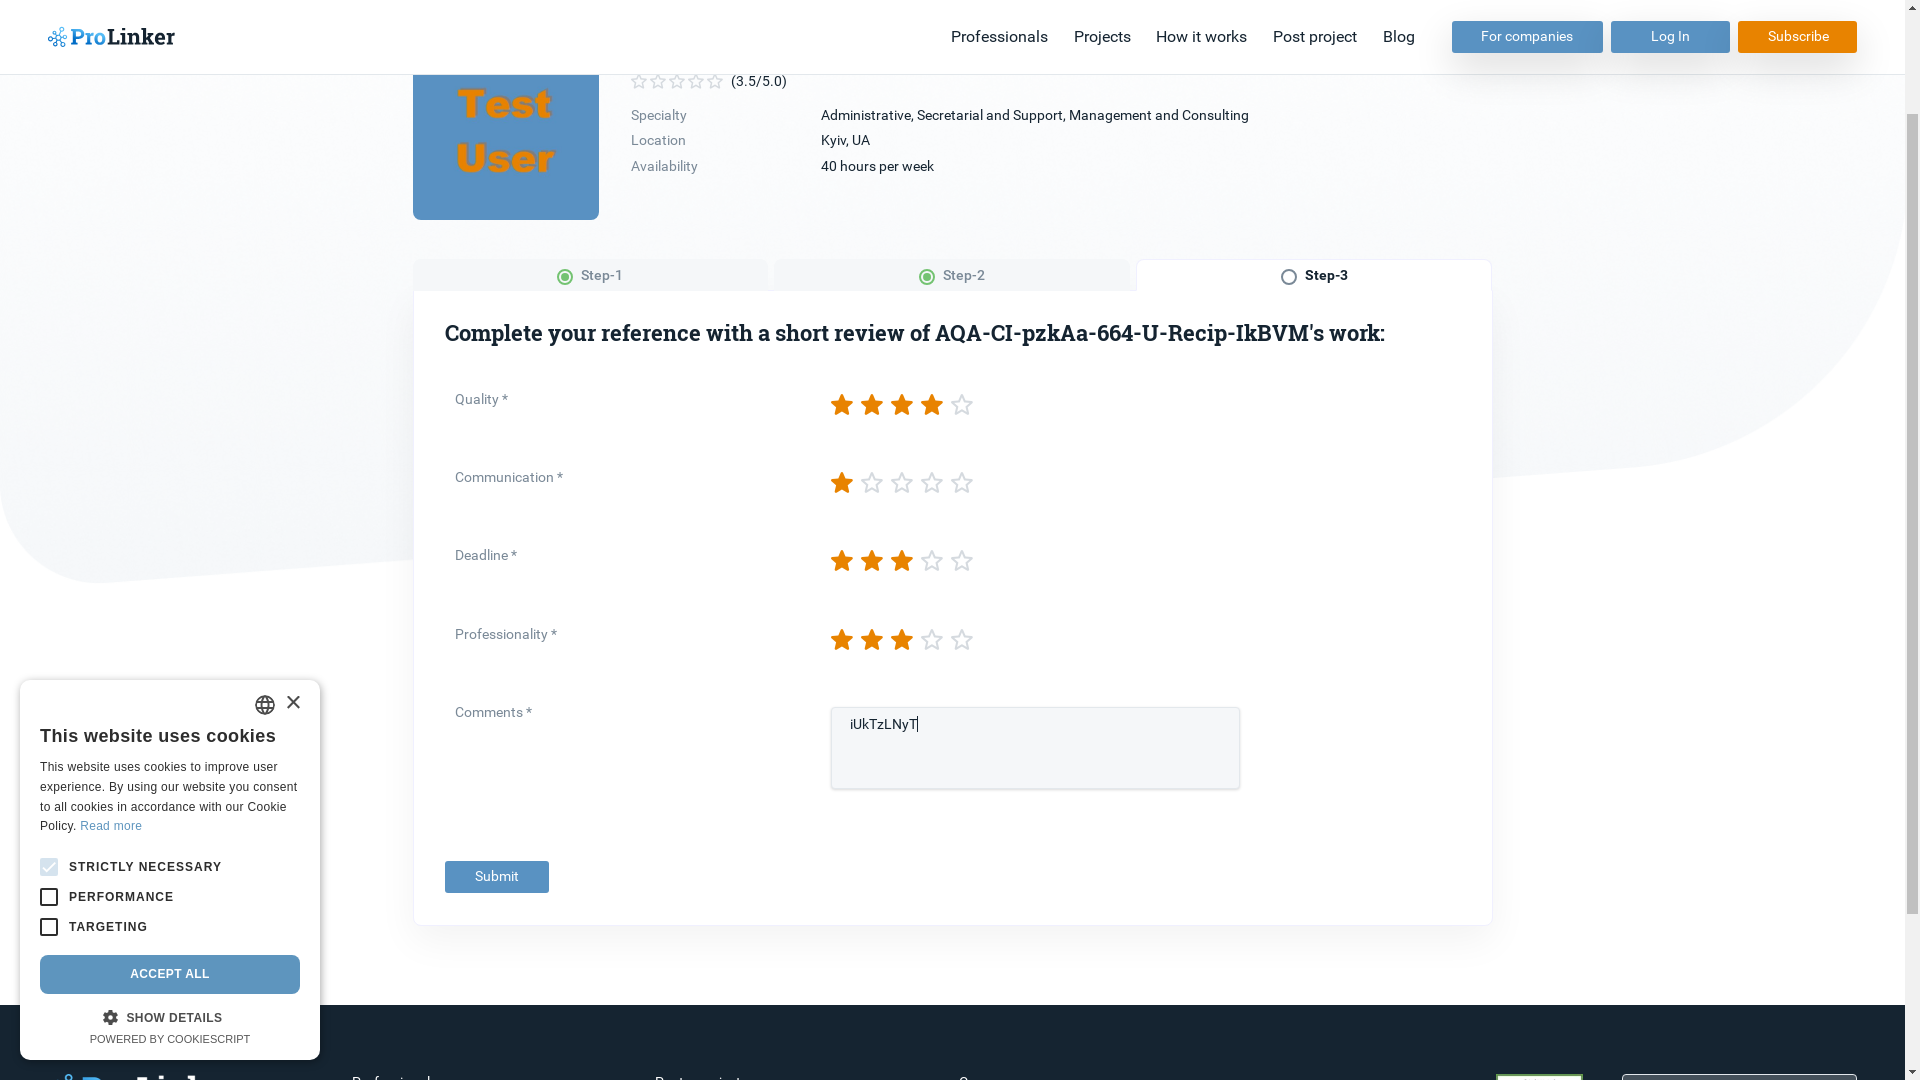 ProLinker
Professionals Projects How it works Post project Blog For companies Log In Subscribe
Test
User
(3.5/5.0)
Specialty Administrative, Secretarial and Support, Management and Consulting
Location Kyiv, UA
Availability 40 hours per week
Step-1 Step-2 Step-3
Complete your reference with a short review of AQA-CI-pzkAa-664-U-Recip-IkBVM's work:
Quality *
Communication *
Deadline *
Professionality *
Comments * iUkTzLNyT
Submit
This website uses cookies
This website uses cookies to improve user
experience. By using our website you consent
to all cookies in accordance with our Cookie
Policy. Read more
STRICTLY NECESSARY
PERFORMANCE
TARGETING
ACCEPT ALL
SHOW DETAILS
POWERED BY COOKIESCRIPT